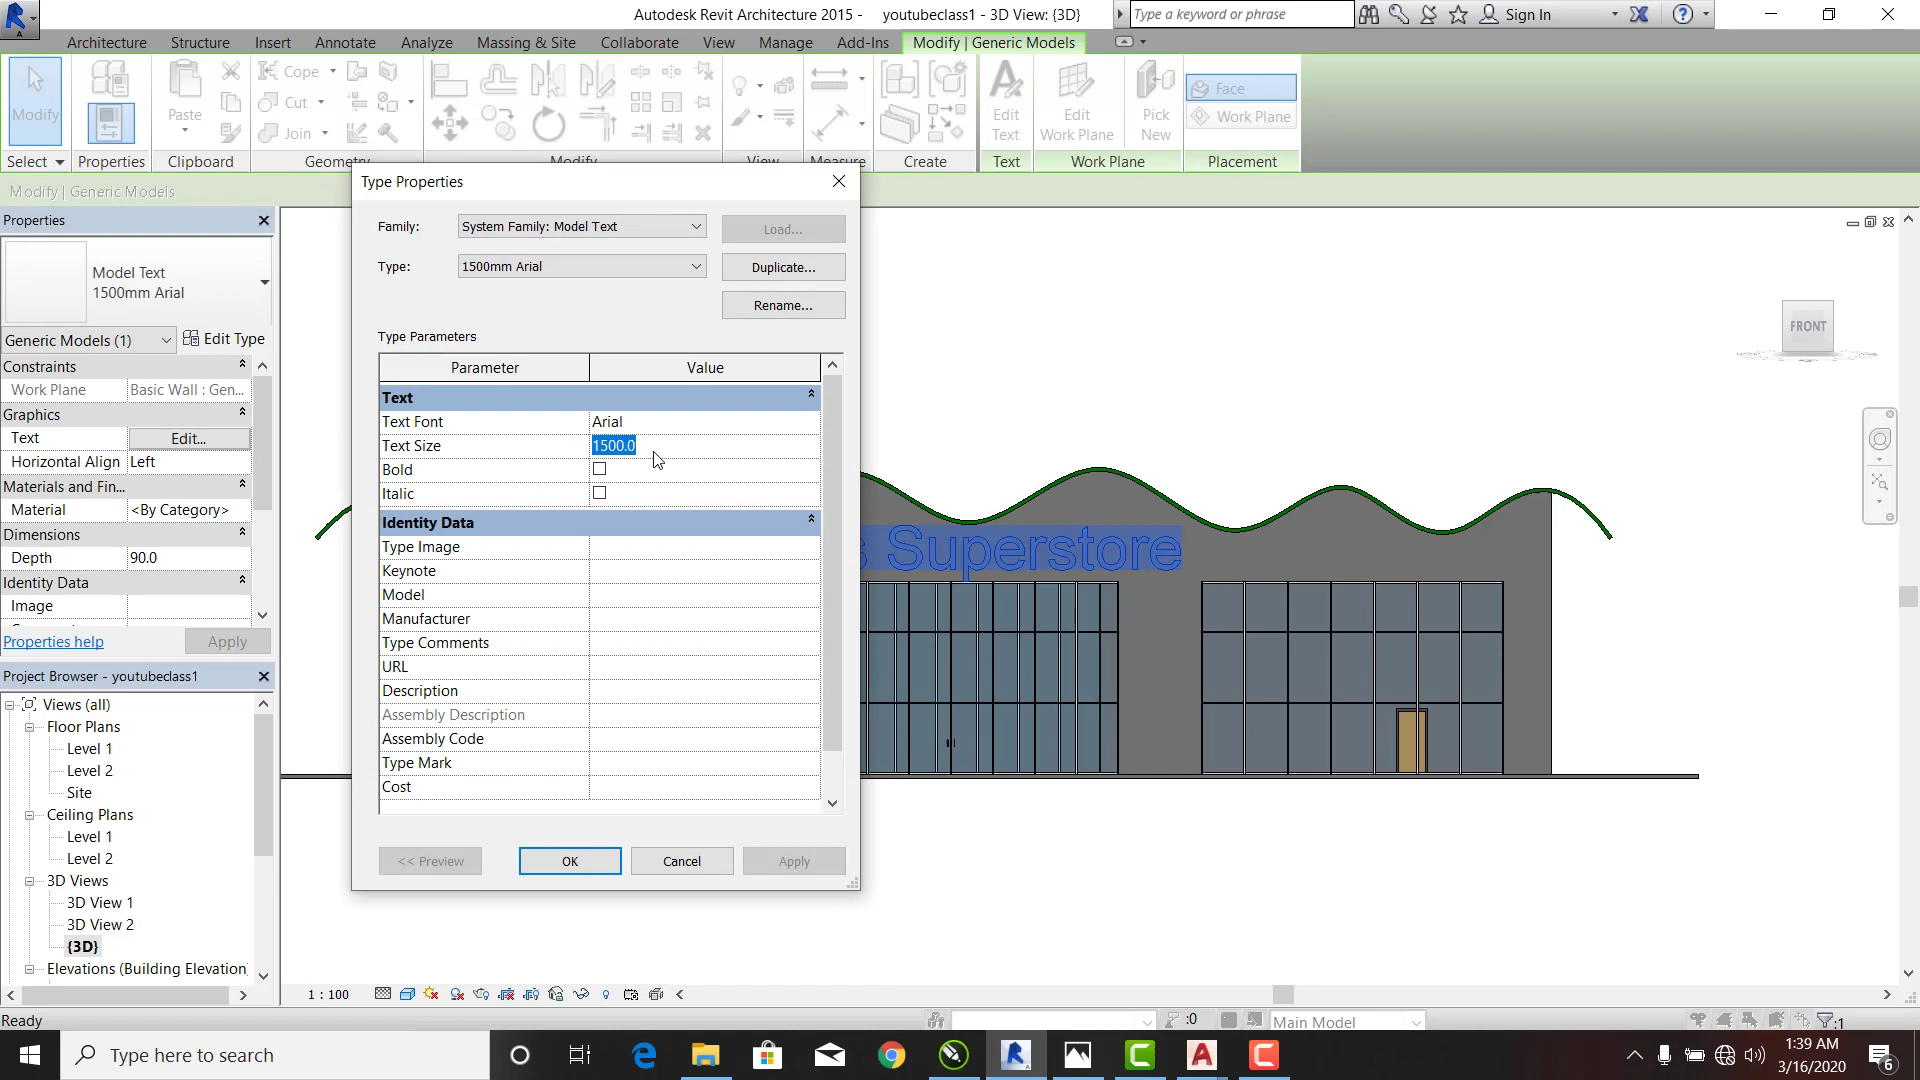 Autodesk Revit Architecture 2015 -    youtubeclass1 - 3D View: {3D}
Type a keyword or phrase
Sign In
Architecture Structure Insert Annotate Analyze Massing & Site Collaborate View Manage Add-Ins Modify | Generic Models
Modify
Paste
Cope
Cut
Join
Edit Text
Edit Work Plane
Pick New
Face
Work Plane
Select Properties Clipboard Geometry Modify View Measure Create Text Work Plane Placement
Modify | Generic Models
Properties
Model Text
1500mm Arial
Generic Models (1) Edit Type
Constraints
Work Plane Basic Wall : Gen...
Graphics
Text Edit...
Horizontal Align Left
Materials and Fin...
Material <By Category>
Dimensions
Depth 90.0
Identity Data
Image
Properties help Apply
Project Browser - youtubeclass1
Views (all)
Floor Plans
Level 1
Level 2
Site
Ceiling Plans
Level 1
Level 2
3D Views
3D View 1
3D View 2
{3D}
Elevations (Building Elevation)
Type Properties
Family: System Family: Model Text Load...
Type: 1500mm Arial Duplicate...
Rename...
Type Parameters
Parameter Value
Text
Text Font Arial
Text Size 1500.0
Bold
Italic
Identity Data
Type Image
Keynote
Model
Manufacturer
Type Comments
URL
Description
Assembly Description
Assembly Code
Type Mark
Cost
<< Preview OK Cancel Apply
s Superstore
FRONT
1 : 100
Ready
:0
Main Model
:1
Type here to search
1:39 AM
3/16/2020
6